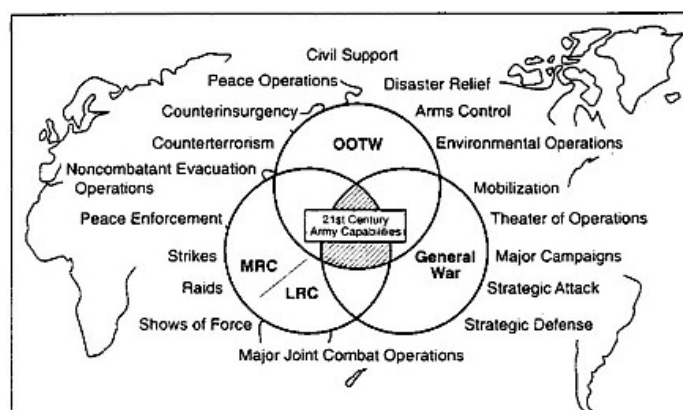 Civil Support
Peace Operations
Disaster Relief
Counterinsurgency
Arms Control
Counterterrorism
OOTW
Environmental Operations
Noncombatant Evacuation
Operations
Mobilization
Peace Enforcement
21st Century
Army Capabilities
Theater of Operations
Strikes
MRC
General
War
Major Campaigns
Raids
LRC
Strategic Attack
Shows of Force
Strategic Defense
Major Joint Combat Operations